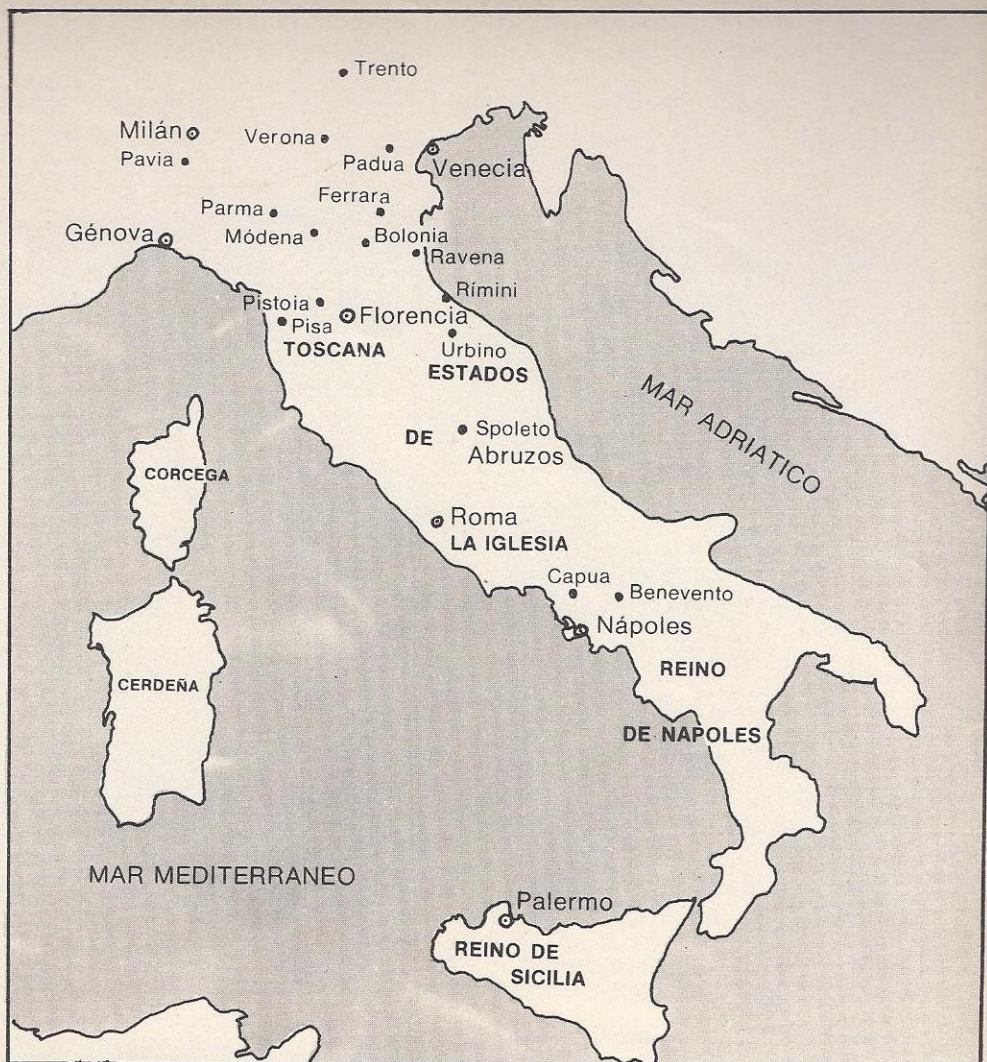 Trento
Milán
Verona
Pavia
Padua
Venecia
Ferrara
Parma
Módena
Bolonia
Génova
Ravena
Rímini
Pistoia
Florencia
Pisa
TOSCANA
Urbino
ESTADOS
MAR ADRIATICO
DE
Spoleto
Abruzos
CORCEGA
Roma
LA IGLESIA
Capua
Benevento
Nápoles
REINO
CERDEÑA
DE NAPOLES
MAR MEDITERRANEO
Palermo
REINO DE
SICILIA